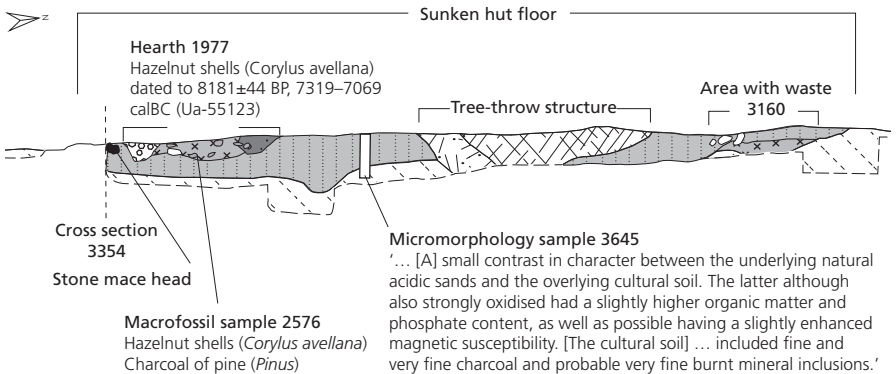 N
Sunken hut floor
Hearth 1977
Hazelnut shells (Corylus avellana)
dated to 8181±44 BP, 7319–7069
calBC (Ua-55123)
Tree-throw structure
Area with waste
3160
Cross section
3354
Stone mace head
Macrofossil sample 2576
Hazelnut shells (Corylus avellana)
Charcoal of pine (Pinus)
Micromorphology sample 3645
‘… [A] small contrast in character between the underlying natural
acidic sands and the overlying cultural soil. The latter although
also strongly oxidised had a slightly higher organic matter and
phosphate content, as well as possible having a slightly enhanced
magnetic susceptibility. [The cultural soil] … included fine and
very fine charcoal and probable very fine burnt mineral inclusions.’